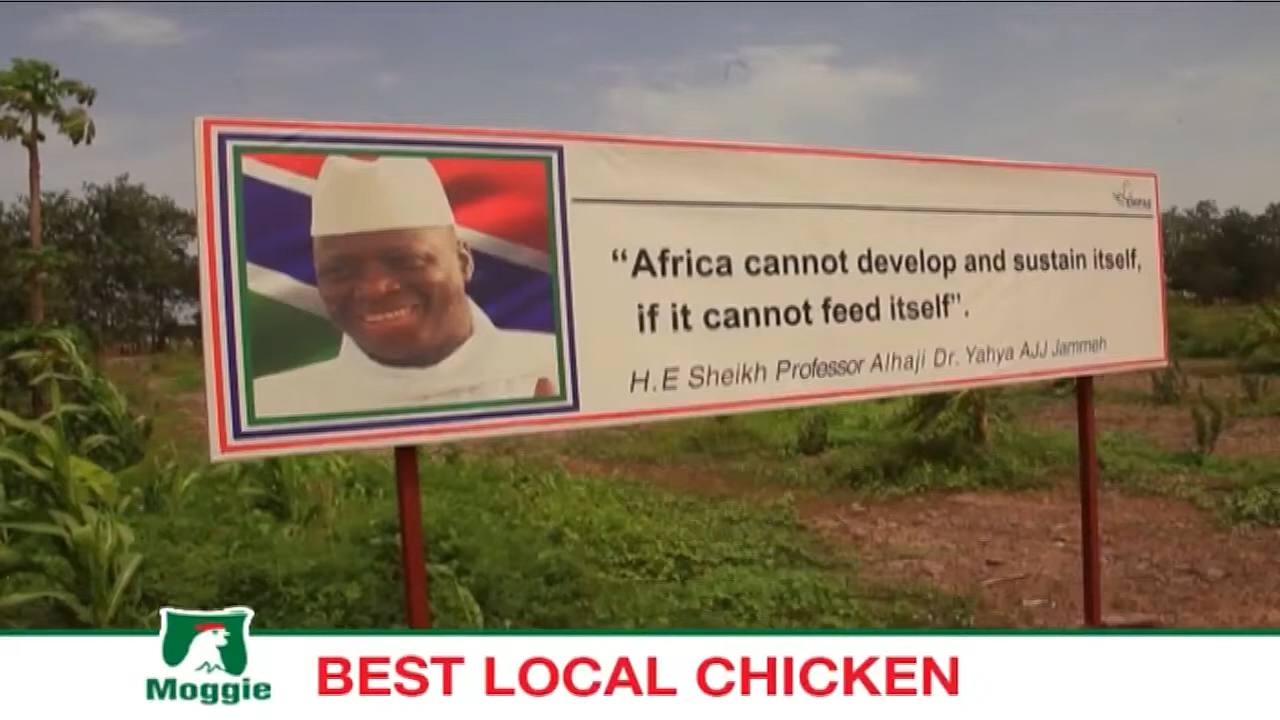 “Africa cannot develop and sustain itself,
if it cannot feed itself”.
H.E Sheikh Professor Alhaji Dr. Yahya AJJ Jammeh
Moggie
BEST LOCAL CHICKEN